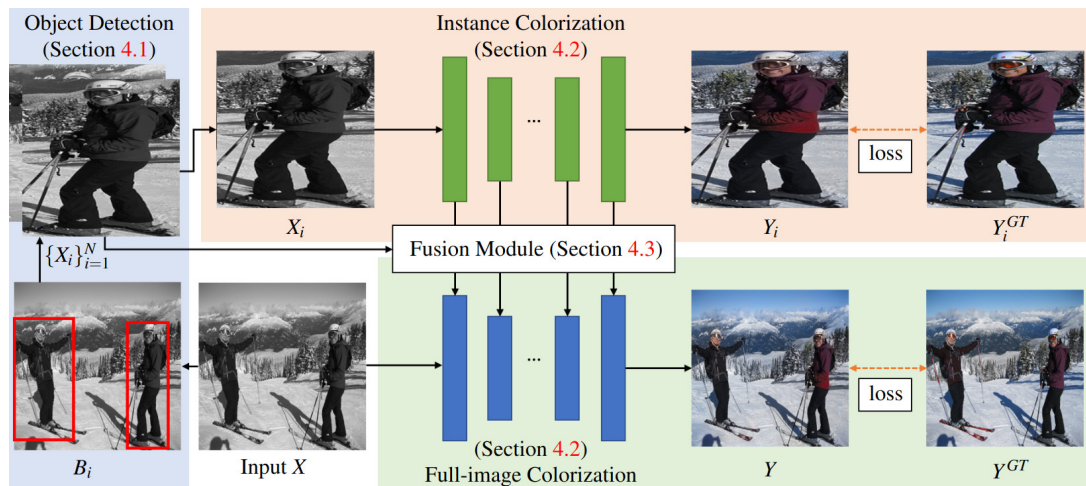 Object Detection
(Section 4.1)
Instance Colorization
(Section 4.2)
...
loss
X_i
Y_i
Y_i^{GT}
{X_i}_{i=1}^N
Fusion Module (Section 4.3)
...
loss
(Section 4.2)
Full-image Colorization
B_i
Input X
Y
Y^{GT}